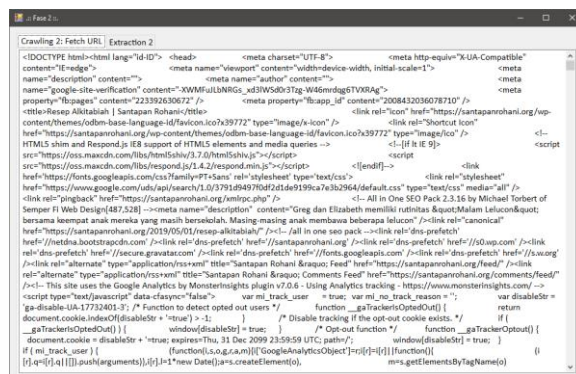 .:: Fase 2 ::.
Crawling 2: Fetch URL Extraction 2
<!DOCTYPE html><html lang="id-ID"> <head> <meta charset="UTF-8"> <meta http-equiv="X-UA-Compatible"
content="IE=edge"> <meta name="viewport" content="width=device-width, initial-scale=1"> <meta
name="description" content=""> <meta name="keywords" content=""> <meta name="author" content=""> <meta
name="google-site-verification" content= <meta
property="fb:pages" content="223392630672" /> <meta property="fb:app_id" content="2008432036078710" />
<title>Resep Alkitabiah | Santapan Rohani</title> <link rel="icon" href="https://santapanrohani.org/wp-
content/themes/odbm-base-language-id/favicon.ico?x39772" type="image/x-icon" /> <link rel="Shortcut icon"
href="https://santapanrohani.org/wp-content/themes/odbm-base-language-id/favicon.ico?x39772" type="image/ico" /> <!--
HTML5 shim and Respond.js IE8 support of HTML5 elements and media queries --> <!--[if lt IE 9]> <script
src="https://oss.maxcdn.com/libs/html5shiv/3.7.0/html5shiv.js"></script> <script
src="https://oss.maxcdn.com/libs/respond.js/1.4.2/respond.min.js"></script> <![endif]--> <link
href='https://fonts.googleapis.com/css?family=PT+Sans' rel='stylesheet' type='text/css'> <link rel="stylesheet"
href="https://www.google.com/uds/api/search/1.0/3791d9497f0df2d1de9199ca7e3b2964/default.css" type="text/css" media="all" />
<link rel="pingback" href="https://santapanrohani.org/xmlrpc.php" /> <!-- All in One SEO Pack 2.3.16 by Michael Torbert of
Semper Fi Web Design[487,528] --><meta name="description" content="Greg dan Elizabeth memiliki rutinitas &quot;Malam Lelucon&quot;
bersama keempat anak mereka yang masih bersekolah. Masing-masing anak membawa beberapa lelucon" /><link rel="canonical"
href="https://santapanrohani.org/2019/05/01/resep-alkitabiah/" /><!-- /all in one seo pack --><link rel='dns-prefetch'
href='//netdna.bootstrapcdn.com' /><link rel='dns-prefetch' href='//santapanrohani.org' /><link rel='dns-prefetch' href='//s0.wp.com' /><link
rel='dns-prefetch' href='//secure.gravatar.com' /><link rel='dns-prefetch' href='//fonts.googleapis.com' /><link rel='dns-prefetch' href='//s.w.org'
/><link rel="alternate" type="application/rss+xml" title="Santapan Rohani &raquo; Feed" href="https://santapanrohani.org/feed/" /><link
rel="alternate" type="application/rss+xml" title="Santapan Rohani &raquo; Comments Feed" href="https://santapanrohani.org/comments/feed/"
/><!-- This site uses the Google Analytics by MonsterInsights plugin v7.0.6 - Using Analytics tracking - https://www.monsterinsights.com/ -->
<script type="text/javascript" data-cfasync="false"> var mi_track_user = true; var mi_no_track_reason = ''; var disableStr =
'ga-disable-UA-17732401-3'; /* Function to detect opted out users */ function __gaTrackerIsOptedOut() { return
document.cookie.indexOf(disableStr + '=true') > -1; } /* Disable tracking if the opt-out cookie exists. */ if (
__gaTrackerIsOptedOut() ) { window[disableStr] = true; } /* Opt-out function */ function __gaTrackerOptout() {
document.cookie = disableStr + '=true; expires=Thu, 31 Dec 2099 23:59:59 UTC; path=/'; window[disableStr] = true; }
if ( mi_track_user ) { (function(i,s,o,g,r,a,m){i['GoogleAnalyticsObject']=r;i[r]=i[r]||function(){ (i
[r].q=i[r].q||[]).push(arguments)},i[r].l=1*new Date();a=s.createElement(o), m=s.getElementsByTagName(o)